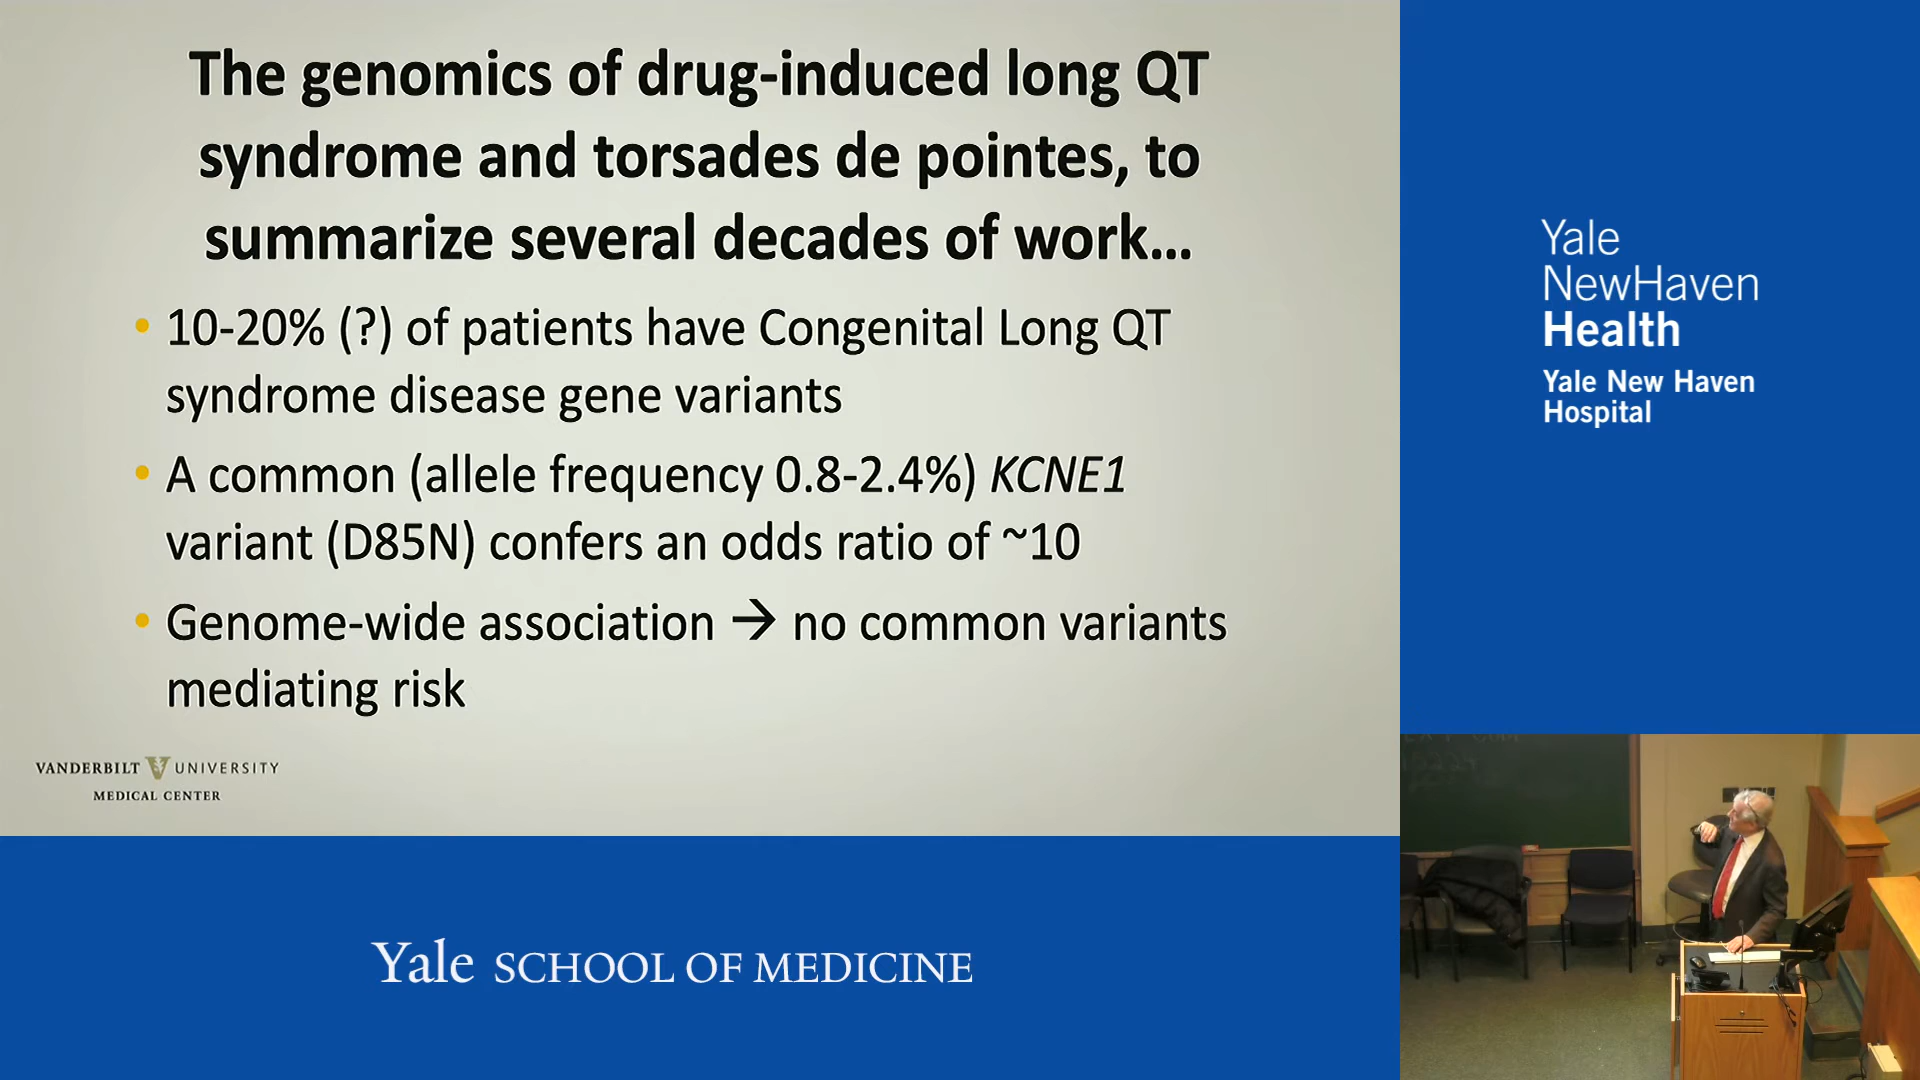 The genomics of drug-induced long QT
syndrome and torsades de pointes, to
summarize several decades of work...
• 10-20% (?) of patients have Congenital Long QT
syndrome disease gene variants
• A common (allele frequency 0.8-2.4%) KCNE1
variant (D85N) confers an odds ratio of ~10
• Genome-wide association → no common variants
mediating risk
VANDERBILT UNIVERSITY
MEDICAL CENTER
Yale
NewHaven
Health
Yale New Haven
Hospital
Yale SCHOOL OF MEDICINE